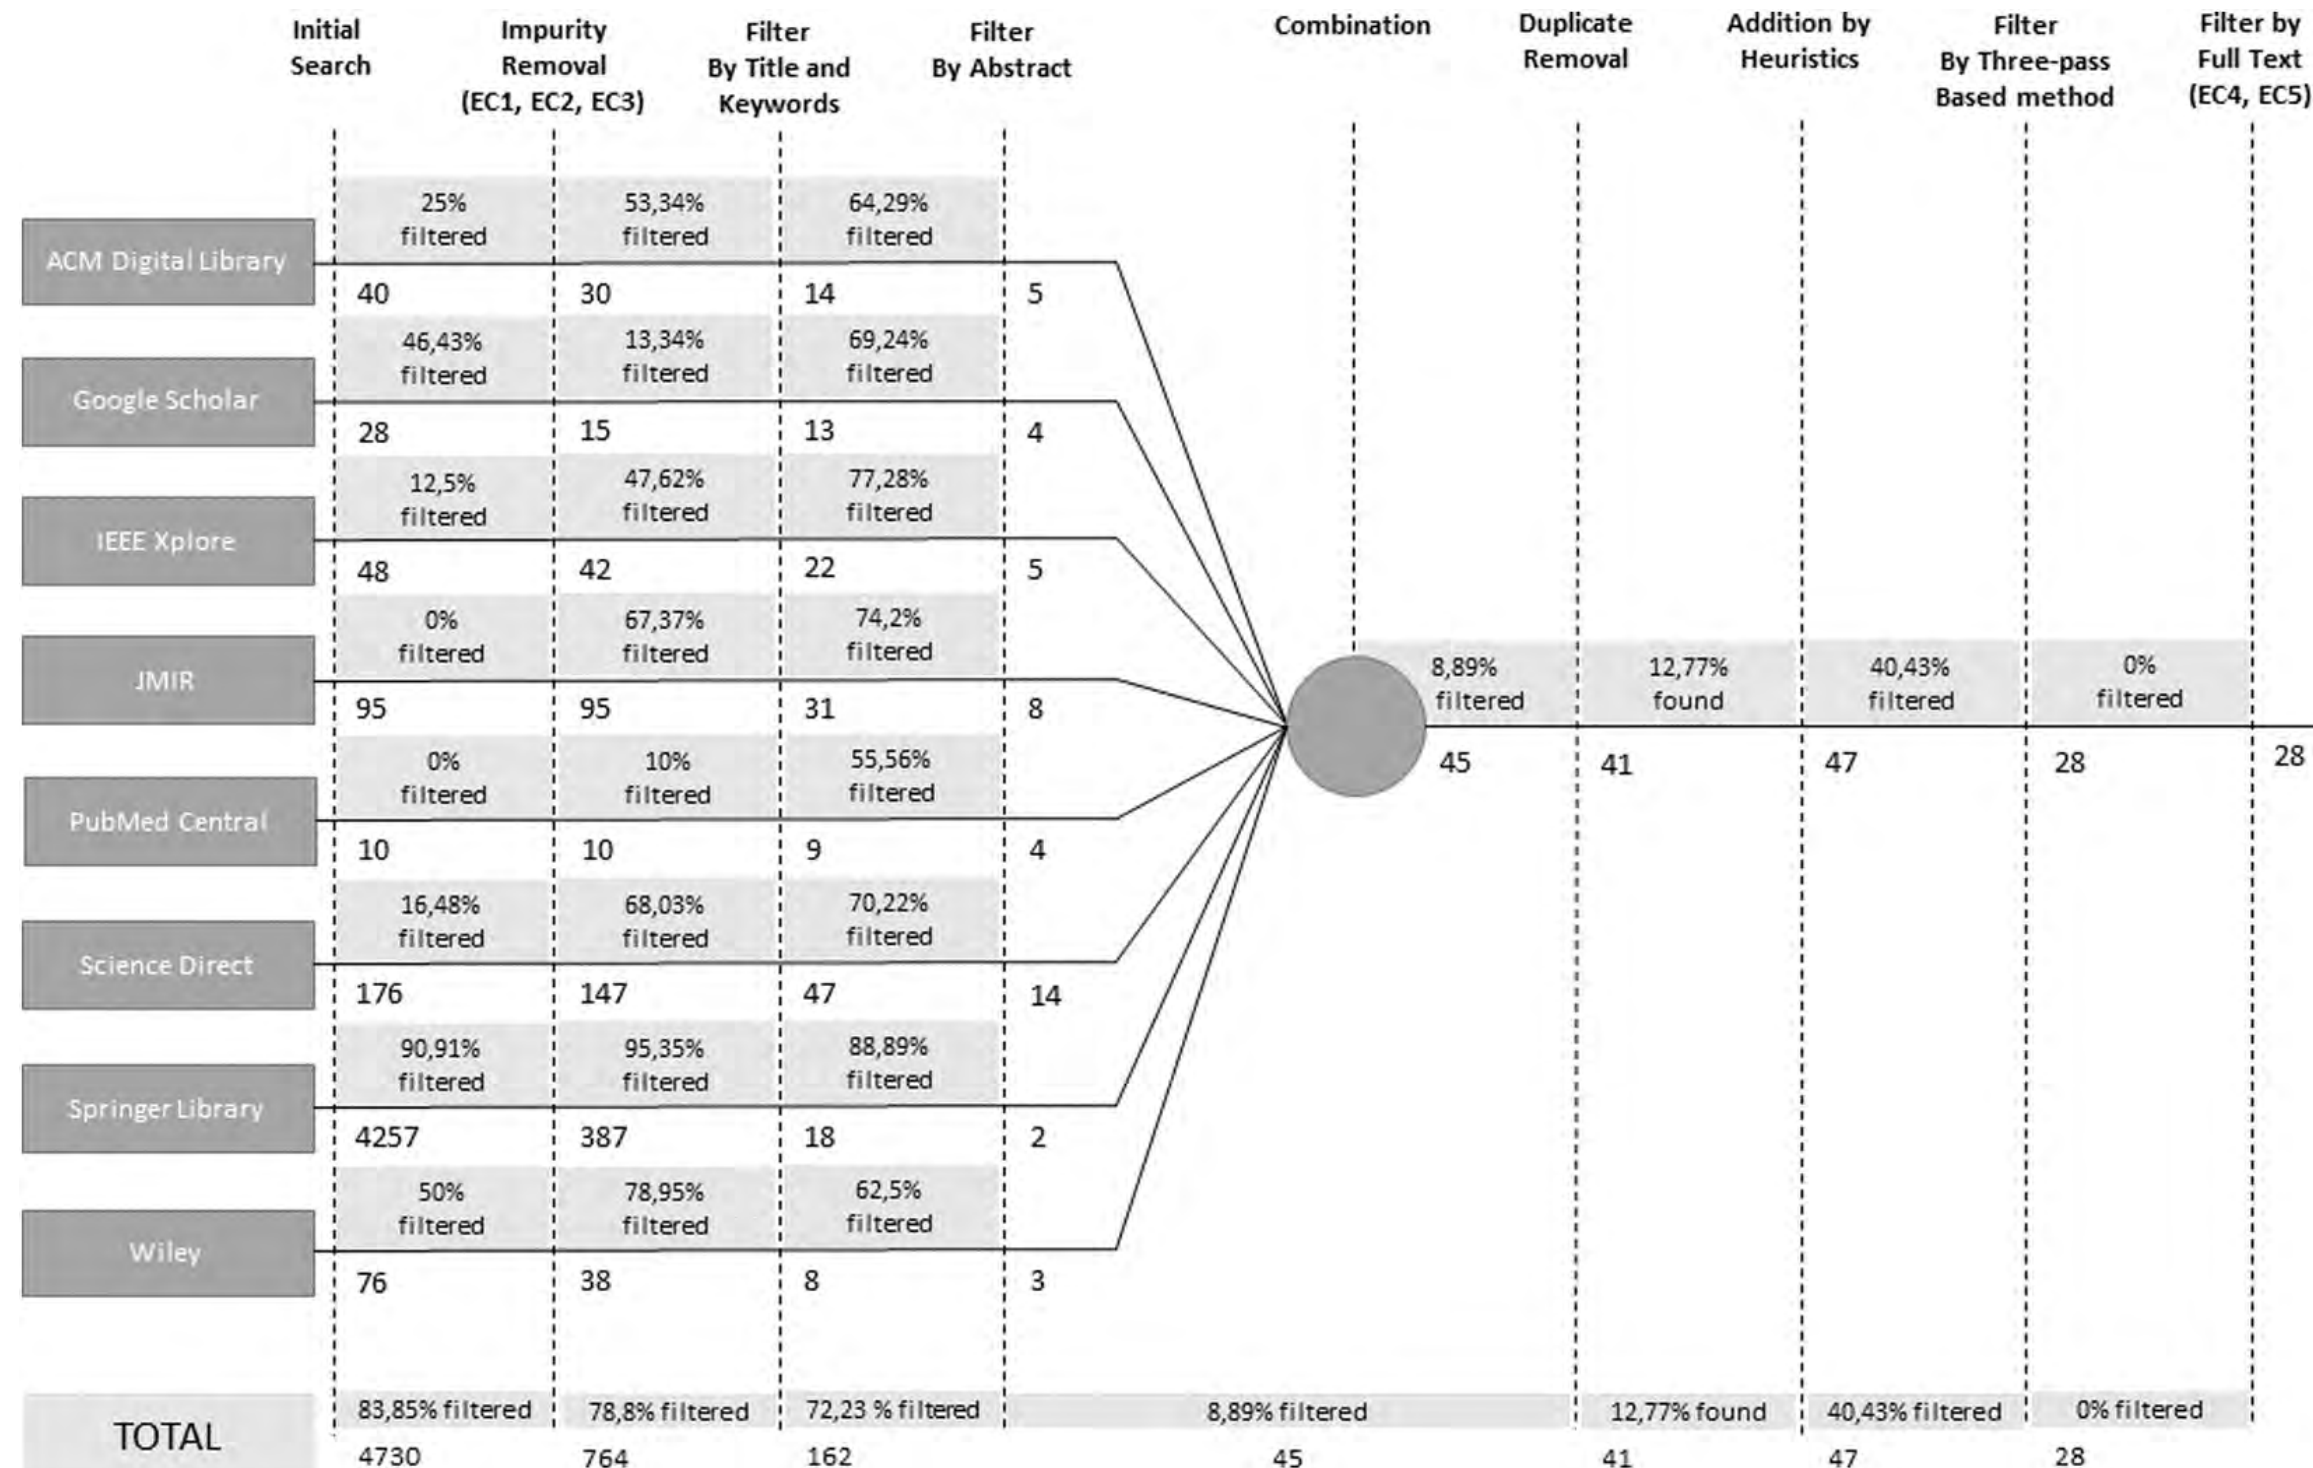 Initial
Search
Impurity
Removal
(EC1, EC2, EC3)
Filter
By Title and
Keywords
Filter
By Abstract
Combination
Duplicate
Removal
Addition by
Heuristics
Filter
By Three-pass
Based method
Filter by
Full Text
(EC4, EC5)
25%
filtered
53,34%
filtered
64,29%
filtered
ACM Digital Library
40
30
14
5
46,43%
filtered
13,34%
filtered
69,24%
filtered
Google Scholar
28
15
13
4
12,5%
filtered
47,62%
filtered
77,28%
filtered
IEEE Xplore
48
42
22
5
0%
filtered
67,37%
filtered
74,2%
filtered
JMIR
95
95
31
8
8,89%
filtered
12,77%
found
40,43%
filtered
0%
filtered
45
41
47
28
28
0%
filtered
10%
filtered
55,56%
filtered
PubMed Central
10
10
9
4
16,48%
filtered
68,03%
filtered
70,22%
filtered
Science Direct
176
147
47
14
90,91%
filtered
95,35%
filtered
88,89%
filtered
Springer Library
4257
387
18
2
50%
filtered
78,95%
filtered
62,5%
filtered
Wiley
76
38
8
3
TOTAL
83,85% filtered
78,8% filtered
72,23 % filtered
8,89% filtered
12,77% found
40,43% filtered
0% filtered
4730
764
162
45
41
47
28